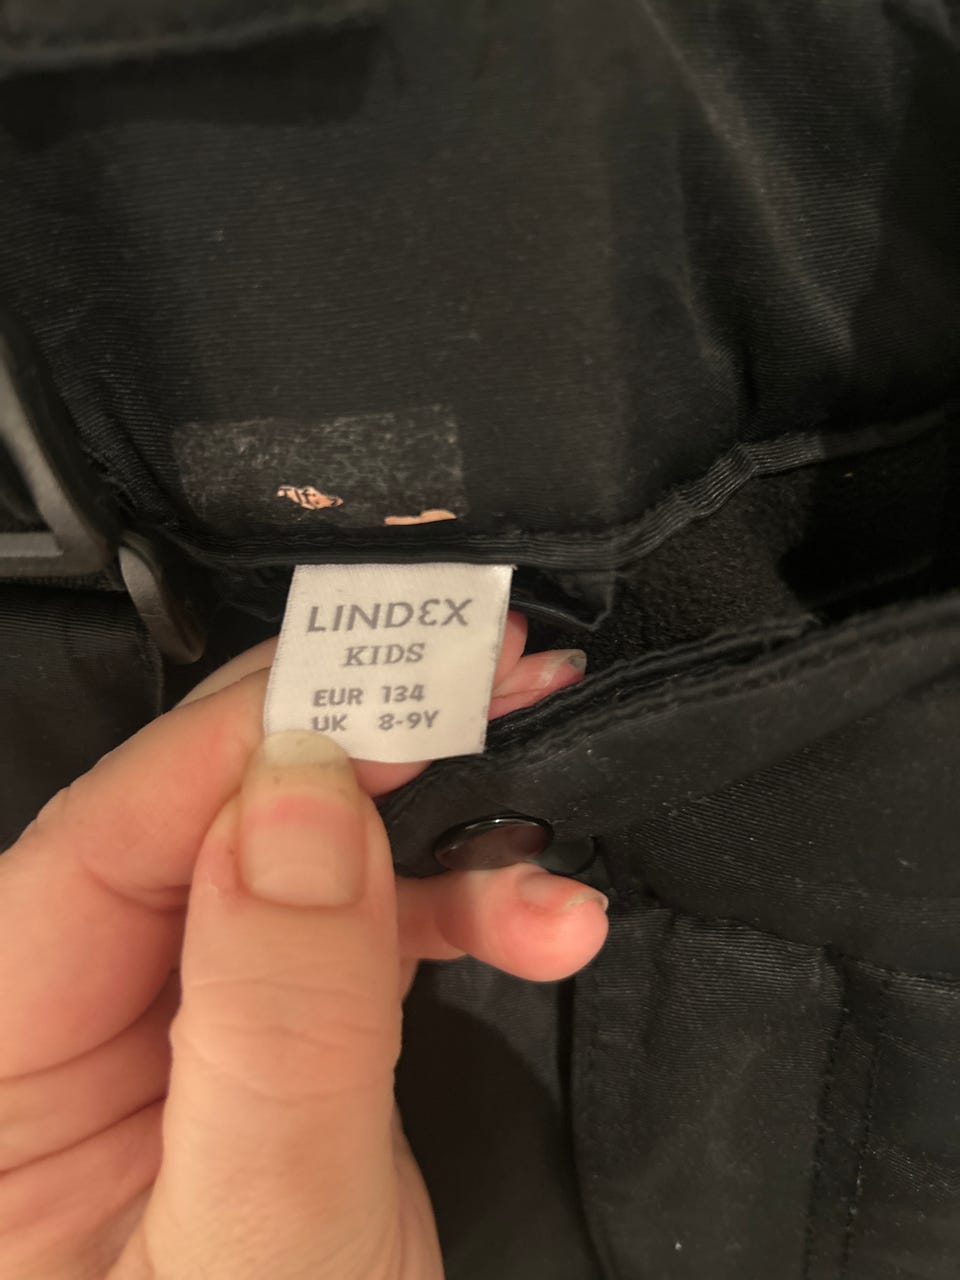 LINDEX
KIDS
EUR 134
UK 8-9Y